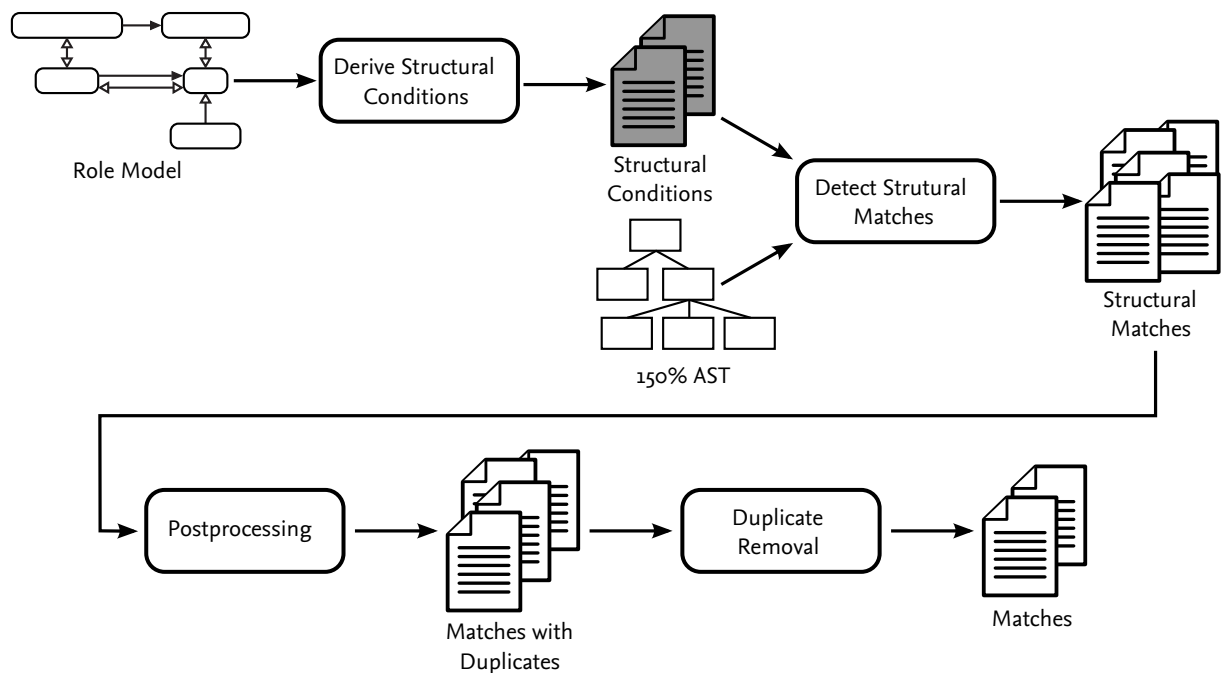 Role Model
Derive Structural
Conditions
Structural
Conditions
150% AST
Detect Strutural
Matches
Structural
Matches
Postprocessing
Matches with
Duplicates
Duplicate
Removal
Matches